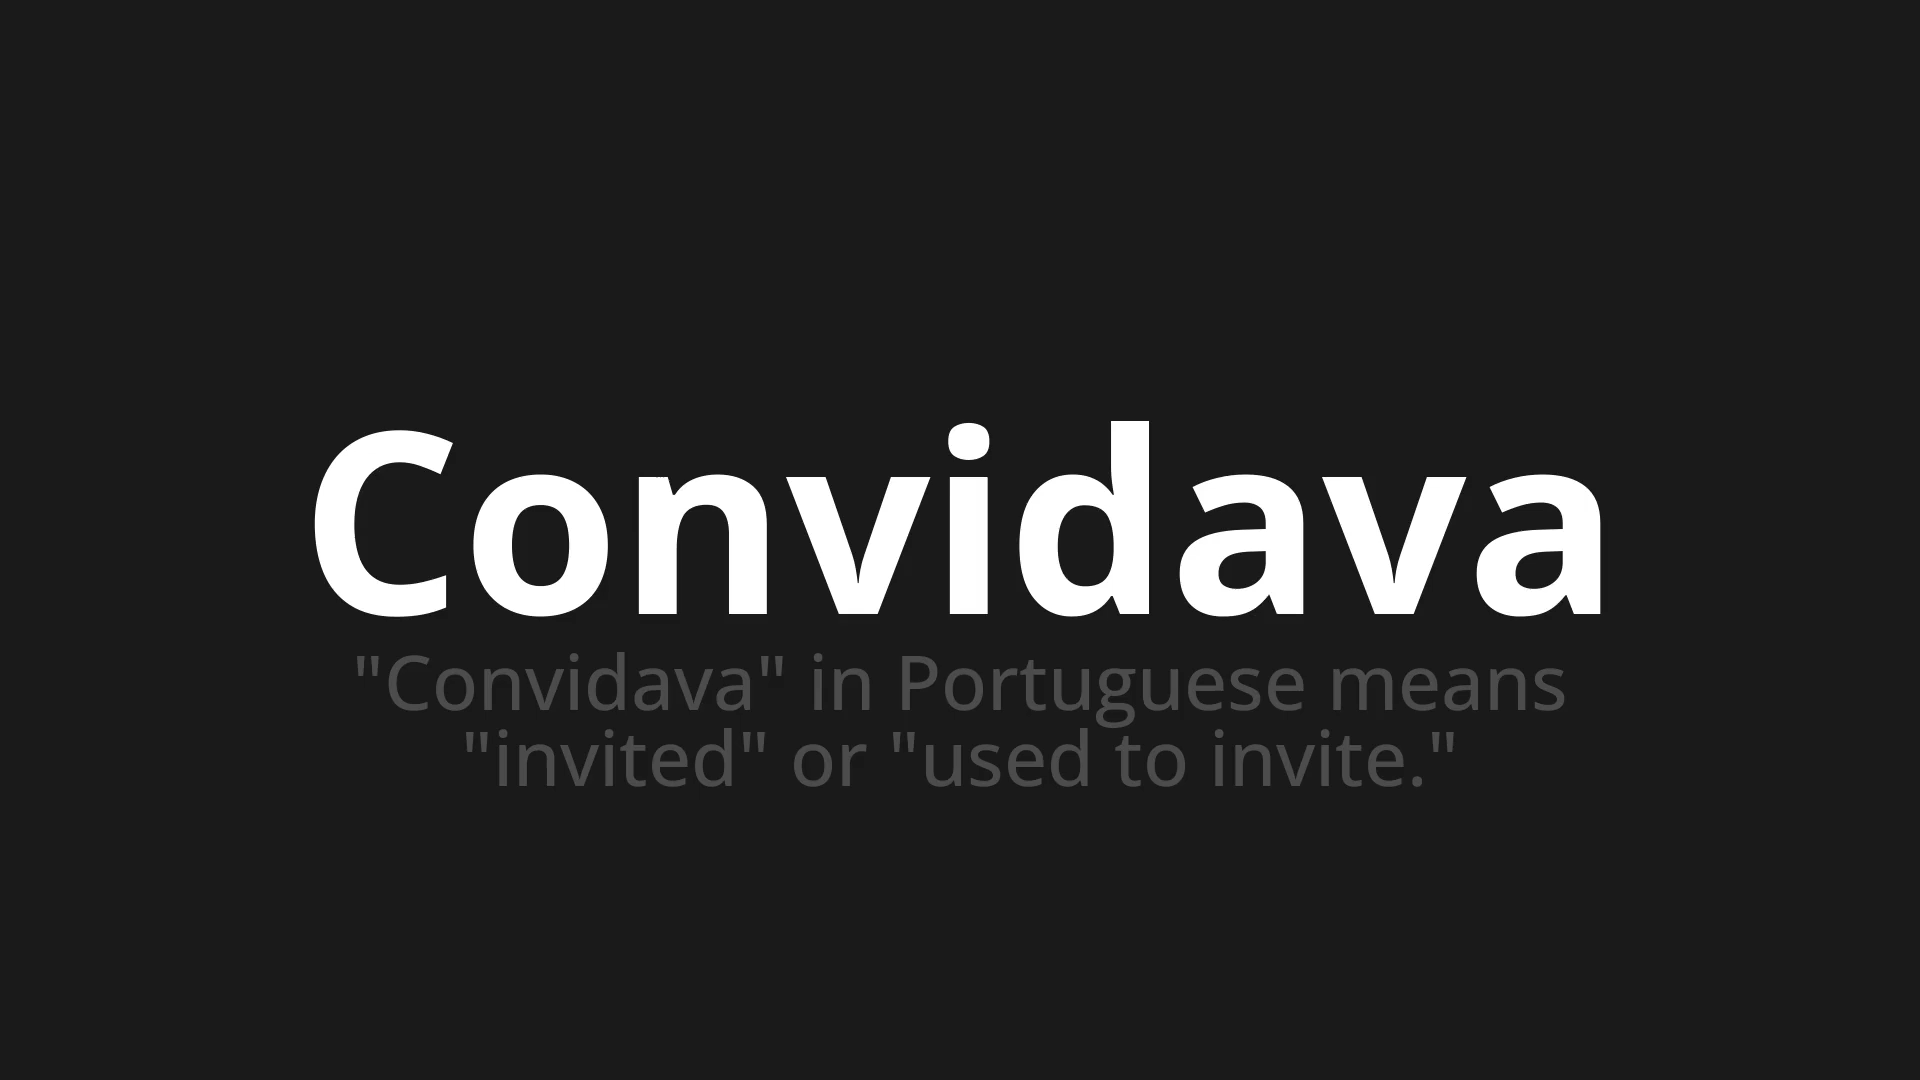 Convidava
"Convidava" in Portuguese means
"invited" or "used to invite."